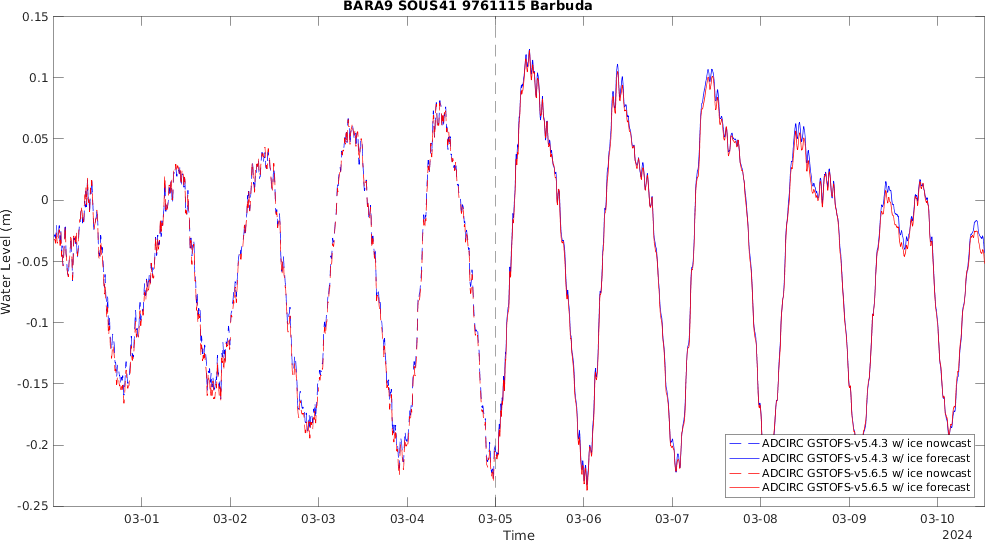 BARA9 SOUS41 9761115 Barbuda
0.15
0.1
0.05
0
-0.05
-0.1
-0.15
-0.2
-0.25
Water Level (m)
ADCIRC GSTOFS-v5.4.3 w/ ice nowcast
ADCIRC GSTOFS-v5.4.3 w/ ice forecast
ADCIRC GSTOFS-v5.6.5 w/ ice nowcast
ADCIRC GSTOFS-v5.6.5 w/ ice forecast
03-01 03-02 03-03 03-04 03-05 03-06 03-07 03-08 03-09 03-10
Time
2024